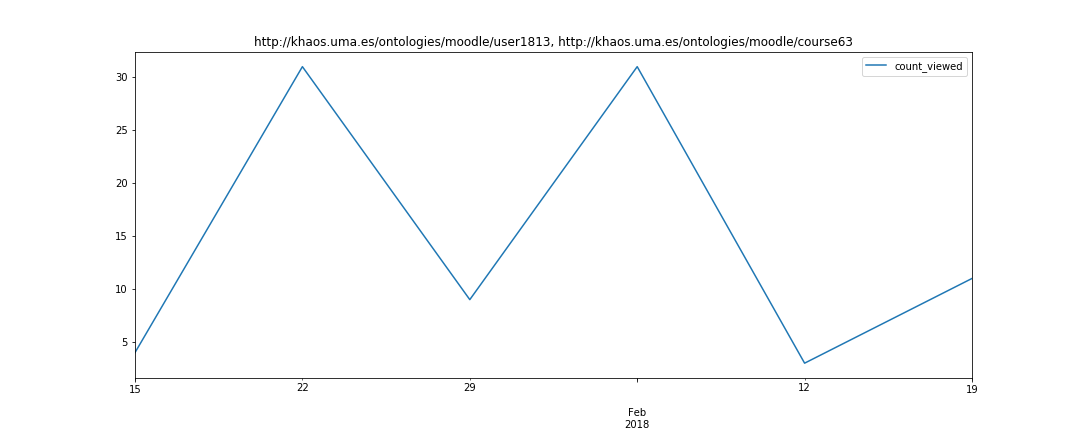 http://khaos.uma.es/ontologies/moodle/user1813, http://khaos.uma.es/ontologies/moodle/course63
count_viewed
30
25
20
15
10
5
15 22 29 12 19
Feb
2018